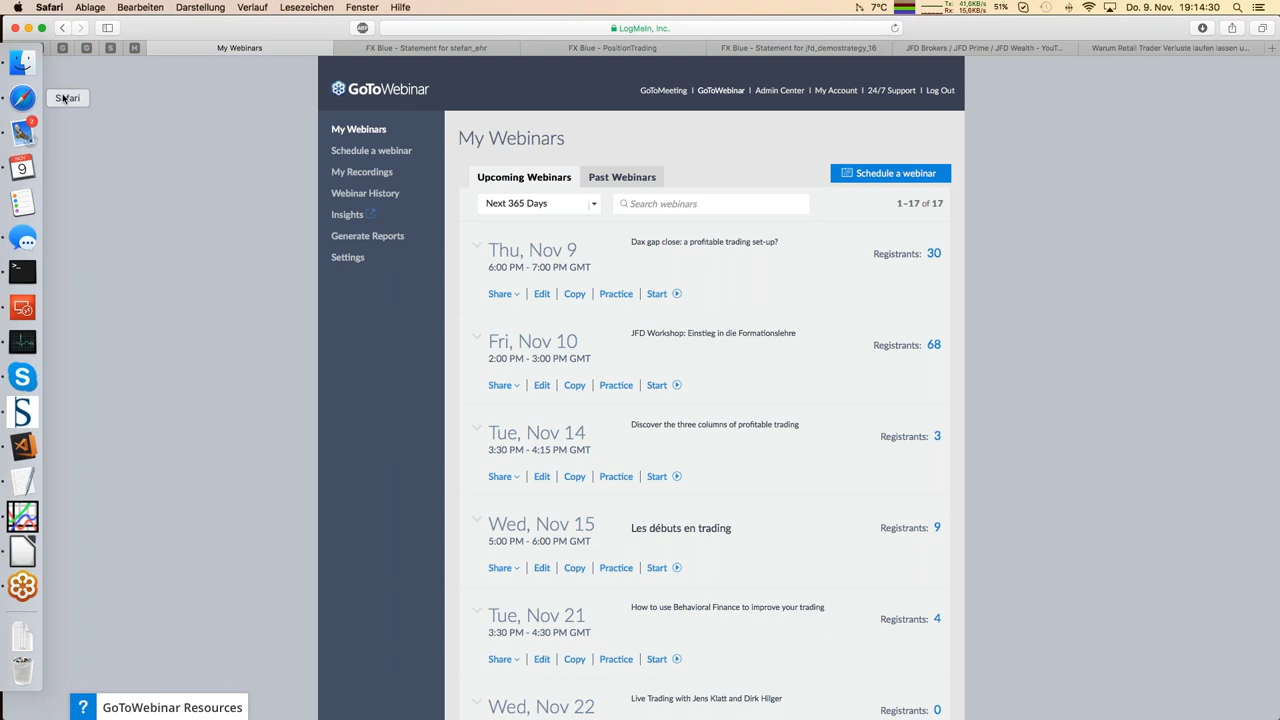 Safari Ablage Bearbeiten Darstellung Verlauf Lesezeichen Fenster Hilfe 7°C 11,6KB/s 15,6KB/s 51% Do. 9. Nov. 19:14:30
LogMeIn, Inc.
G G S H My Webinars FX Blue - Statement for stefan_ehr FX Blue - PositionTrading FX Blue - Statement for jfd_demostrategy_16 JFD Brokers / JFD Prime / JFD Wealth - YouT... Warum Retail Trader Verluste laufen lassen u...
Safari
GoToWebinar
GoToMeeting | GoToWebinar | Admin Center | My Account | 24/7 Support | Log Out
My Webinars
Schedule a webinar
My Recordings
Webinar History
Insights
Generate Reports
Settings
2
NOV
9
My Webinars
Upcoming Webinars Past Webinars
Schedule a webinar
Next 365 Days
Search webinars
1–17 of 17
Thu, Nov 9
6:00 PM - 7:00 PM GMT
Dax gap close: a profitable trading set-up?
Registrants: 30
Share | Edit | Copy | Practice | Start
Fri, Nov 10
2:00 PM - 3:00 PM GMT
JFD Workshop: Einstieg in die Formationslehre
Registrants: 68
Share | Edit | Copy | Practice | Start
Tue, Nov 14
3:30 PM - 4:15 PM GMT
Discover the three columns of profitable trading
Registrants: 3
Share | Edit | Copy | Practice | Start
Wed, Nov 15
5:00 PM - 6:00 PM GMT
Les débuts en trading
Registrants: 9
Share | Edit | Copy | Practice | Start
Tue, Nov 21
3:30 PM - 4:30 PM GMT
How to use Behavioral Finance to improve your trading
Registrants: 4
Share | Edit | Copy | Practice | Start
Wed, Nov 22
Live Trading with Jens Klatt and Dirk Hilger
Registrants: 0
? GoToWebinar Resources